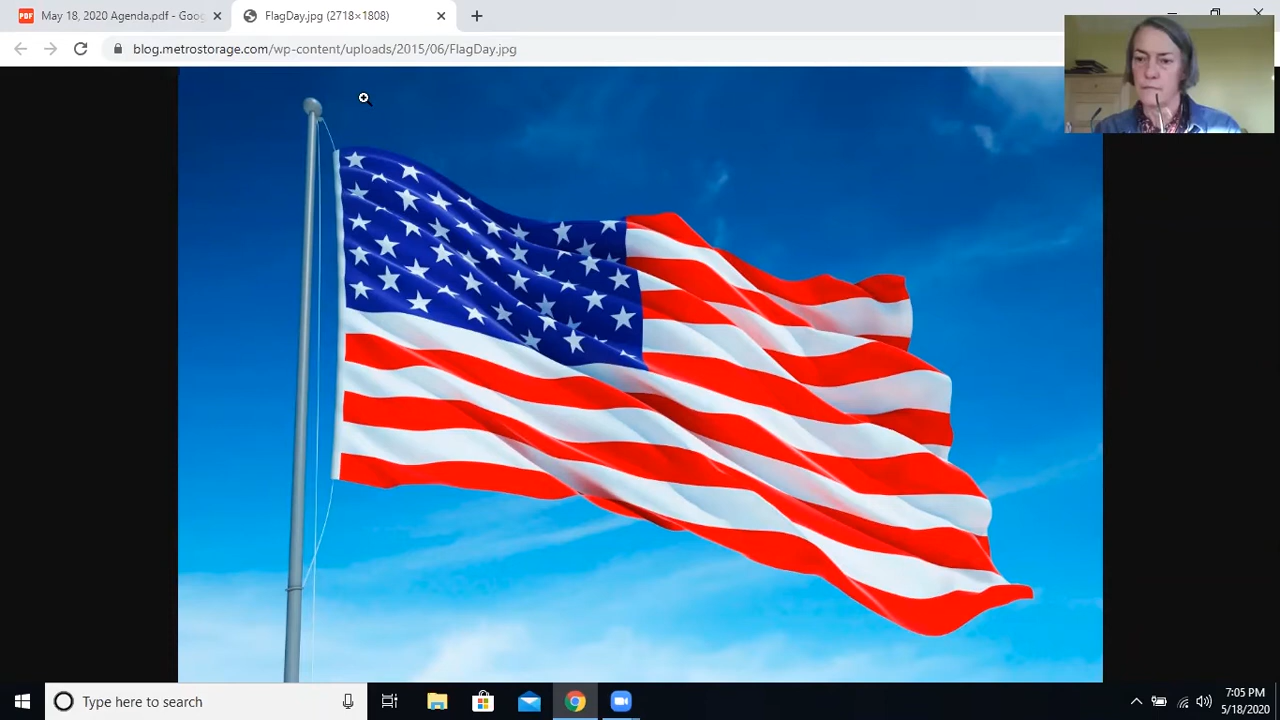 PDF
May 18, 2020 Agenda.pdf - Goo
FlagDay.jpg (2718×1808)
blog.metrostorage.com/wp-content/uploads/2015/06/FlagDay.jpg
Type here to search
7:05 PM
5/18/2020